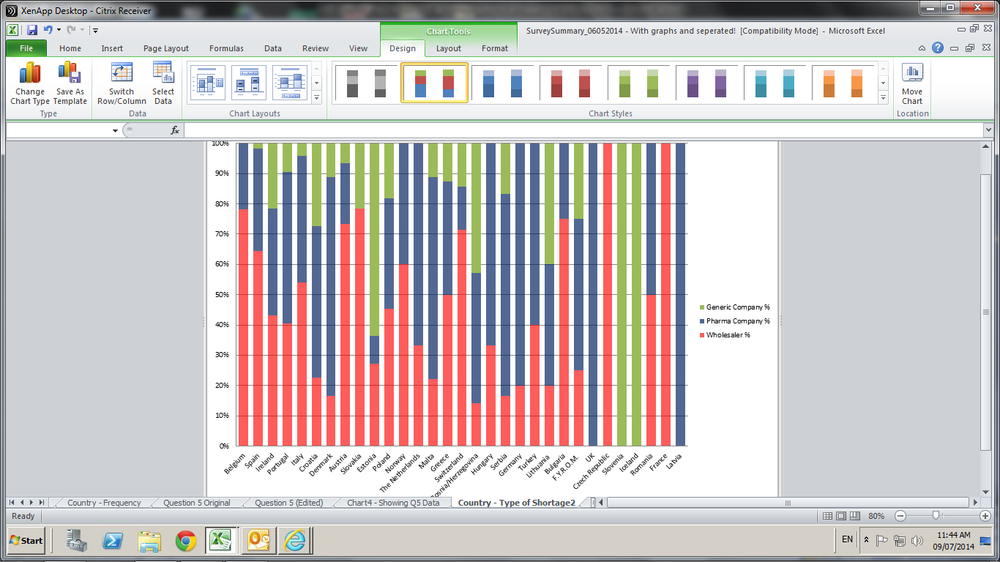 XenApp Desktop - Citrix Receiver
Chart Tools
SurveySummary_06052014 - With graphs and seperated! [Compatibility Mode] - Microsoft Excel
File Home Insert Page Layout Formulas Data Review View Design Layout Format
Change Chart Type
Save As Template
Switch Row/Column
Select Data
Move Chart
Type Data Chart Layouts Chart Styles Location
fx
100%
90%
80%
70%
60%
50%
40%
30%
20%
10%
0%
Generic Company %
Pharma Company %
Wholesaler %
Belgium
Spain
Ireland
Portugal
Italy
Croatia
Denmark
Austria
Slovakia
Estonia
Poland
Norway
The Netherlands
Malta
Greece
Switzerland
Bosnia/Herzegovina
Hungary
Serbia
Germany
Turkey
Lithuania
Bulgaria
F.Y.R.O.M.
UK
Czech Republic
Slovenia
Iceland
Romania
France
Latvia
Country - Frequency Question 5 Original Question 5 (Edited) Chart4 - Showing Q5 Data Country - Type of Shortage2
Ready 80%
Start EN 11:44 AM
09/07/2014